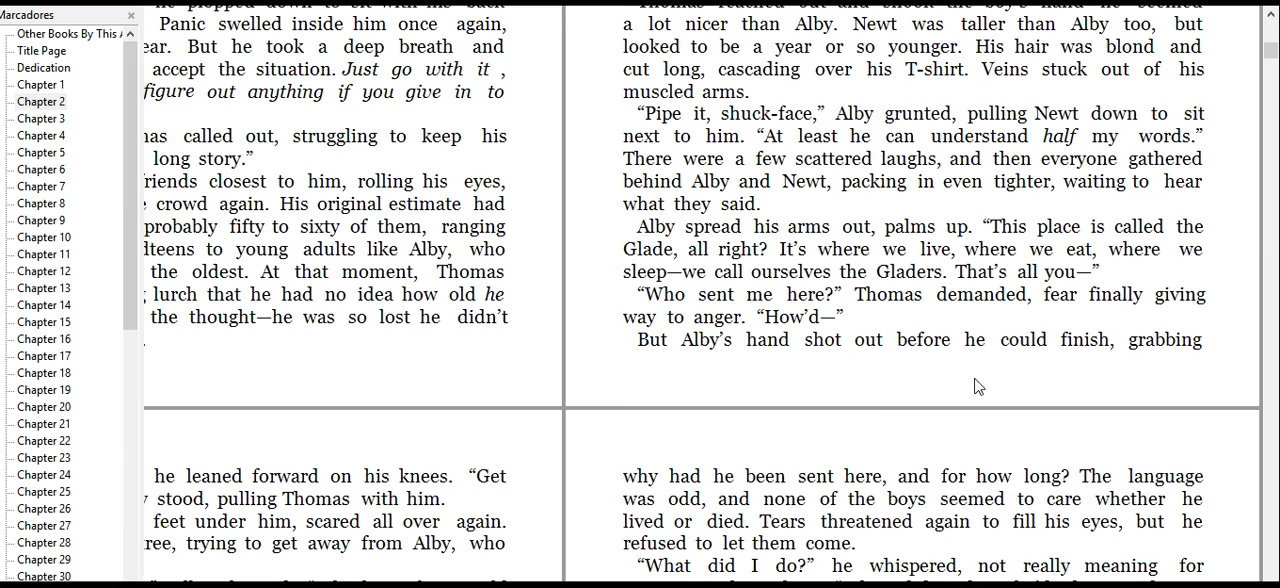 Marcadores
Other Books By This A
Title Page
Dedication
Chapter 1
Chapter 2
Chapter 3
Chapter 4
Chapter 5
Chapter 6
Chapter 7
Chapter 8
Chapter 9
Chapter 10
Chapter 11
Chapter 12
Chapter 13
Chapter 14
Chapter 15
Chapter 16
Chapter 17
Chapter 18
Chapter 19
Chapter 20
Chapter 21
Chapter 22
Chapter 23
Chapter 24
Chapter 25
Chapter 26
Chapter 27
Chapter 28
Chapter 29
Chapter 30
Panic swelled inside him once again,
ear. But he took a deep breath and
accept the situation. Just go with it ,
figure out anything if you give in to
called out, struggling to keep his
long story.”
friends closest to him, rolling his eyes,
crowd again. His original estimate had
probably fifty to sixty of them, ranging
dteens to young adults like Alby, who
the oldest. At that moment, Thomas
lurch that he had no idea how old he
the thought—he was so lost he didn’t
a lot nicer than Alby. Newt was taller than Alby too, but
looked to be a year or so younger. His hair was blond and
cut long, cascading over his T-shirt. Veins stuck out of his
muscled arms.
“Pipe it, shuck-face,” Alby grunted, pulling Newt down to sit
next to him. “At least he can understand half my words.”
There were a few scattered laughs, and then everyone gathered
behind Alby and Newt, packing in even tighter, waiting to hear
what they said.
Alby spread his arms out, palms up. “This place is called the
Glade, all right? It’s where we live, where we eat, where we
sleep—we call ourselves the Gladers. That’s all you—”
“Who sent me here?” Thomas demanded, fear finally giving
way to anger. “How’d—”
But Alby’s hand shot out before he could finish, grabbing
he leaned forward on his knees. “Get
stood, pulling Thomas with him.
feet under him, scared all over again.
ree, trying to get away from Alby, who
why had he been sent here, and for how long? The language
was odd, and none of the boys seemed to care whether he
lived or died. Tears threatened again to fill his eyes, but he
refused to let them come.
“What did I do?” he whispered, not really meaning for